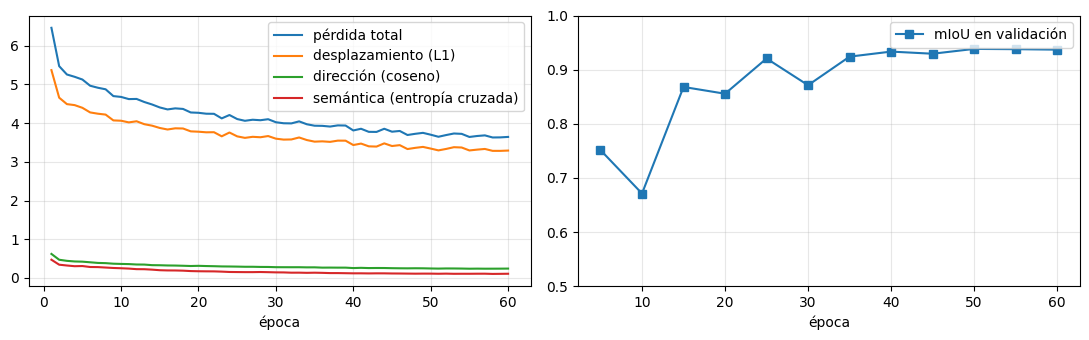 pérdida total
desplazamiento (L1)
dirección (coseno)
semántica (entropía cruzada)
6
5
4
3
2
1
0
0 10 20 30 40 50 60
época
mIoU en validación
1.0
0.9
0.8
0.7
0.6
0.5
10 20 30 40 50 60
época